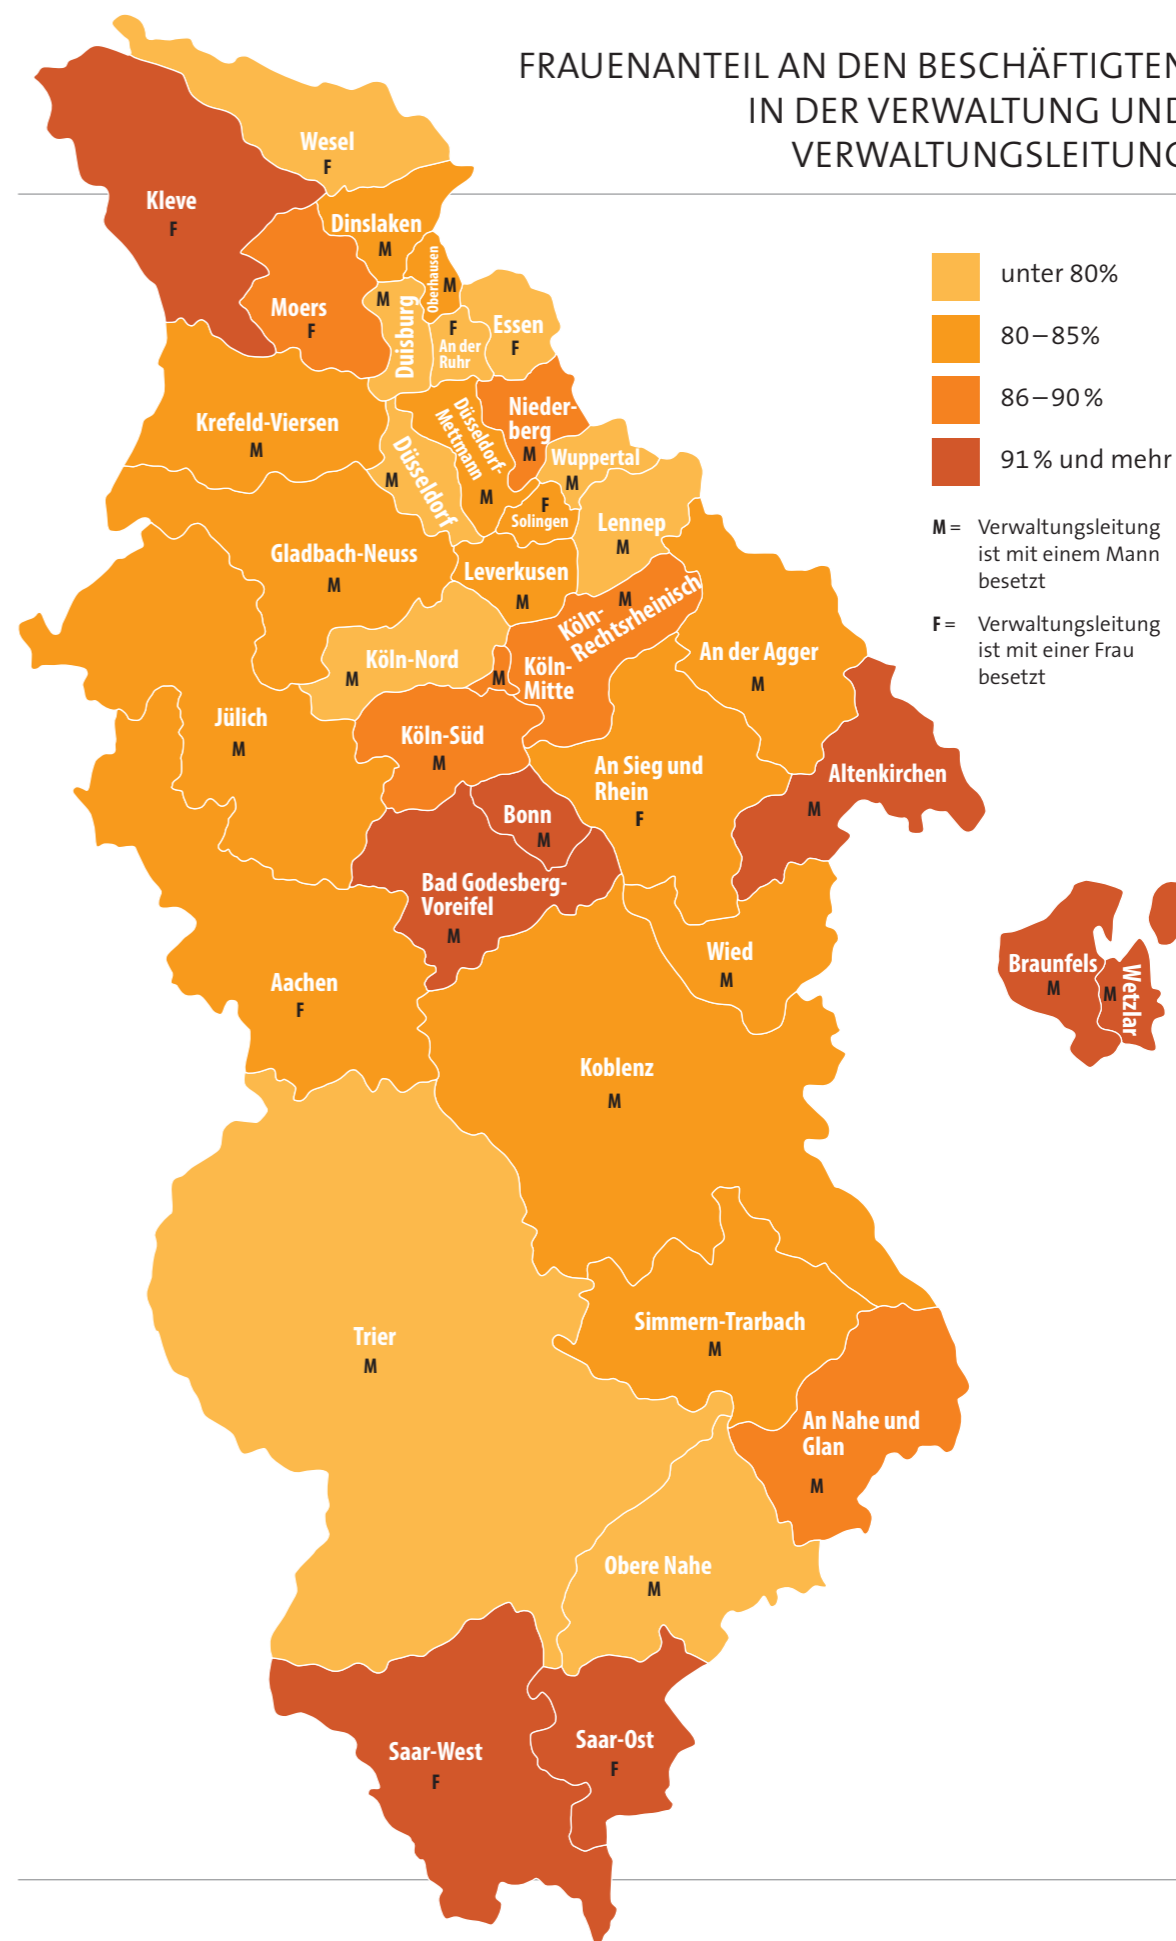 FRAUENANTEIL AN DEN BESCHÄFTIGTEN
IN DER VERWALTUNG UND
VERWALTUNGSLEITUNG
unter 80%
80–85%
86–90%
91% und mehr
M = Verwaltungsleitung
ist mit einem Mann
besetzt
F = Verwaltungsleitung
ist mit einer Frau
besetzt
Wesel
F
Kleve
F
Dinslaken
M
Oberhausen
M
Moers
F
Duisburg
M
F
An der
Ruhr
Essen
F
Krefeld-Viersen
M
Düsseldorf
M
Düsseldorf-
Mettmann
M
Nieder-
berg
M
Wuppertal
M
F
Solingen
Lennep
M
Gladbach-Neuss
M
Leverkusen
M
M
Köln-
Rechtsrheinisch
Köln-Nord
M
M
Köln-
Mitte
An der Agger
M
Jülich
M
Köln-Süd
M
An Sieg und
Rhein
F
Altenkirchen
M
Bonn
M
Bad Godesberg-
Voreifel
M
Wied
M
Braunfels
M
Wetzlar
M
Aachen
F
Koblenz
M
Trier
M
Simmern-Trarbach
M
An Nahe und
Glan
M
Obere Nahe
M
Saar-West
F
Saar-Ost
F